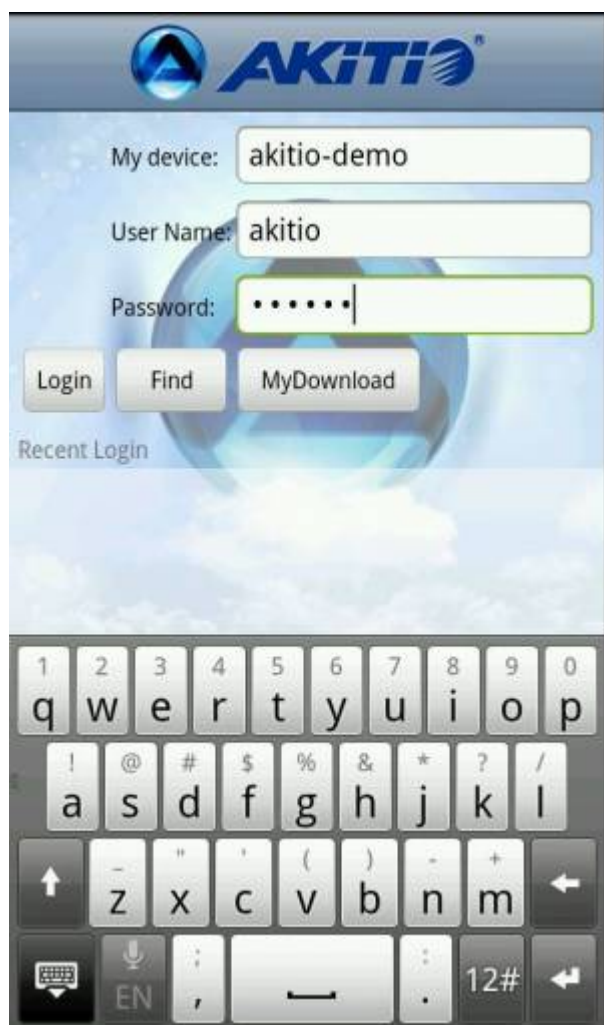 AKiTiO®
My device: akitio-demo
User Name: akitio
Password: ••••••
Login Find MyDownload
Recent Login
1 2 3 4 5 6 7 8 9 0
q w e r t y u i o p
! @ # $ % & * ? /
a s d f g h j k l
_ " ' ( ) - +
z x c v b n m
; :
EN , . 12#